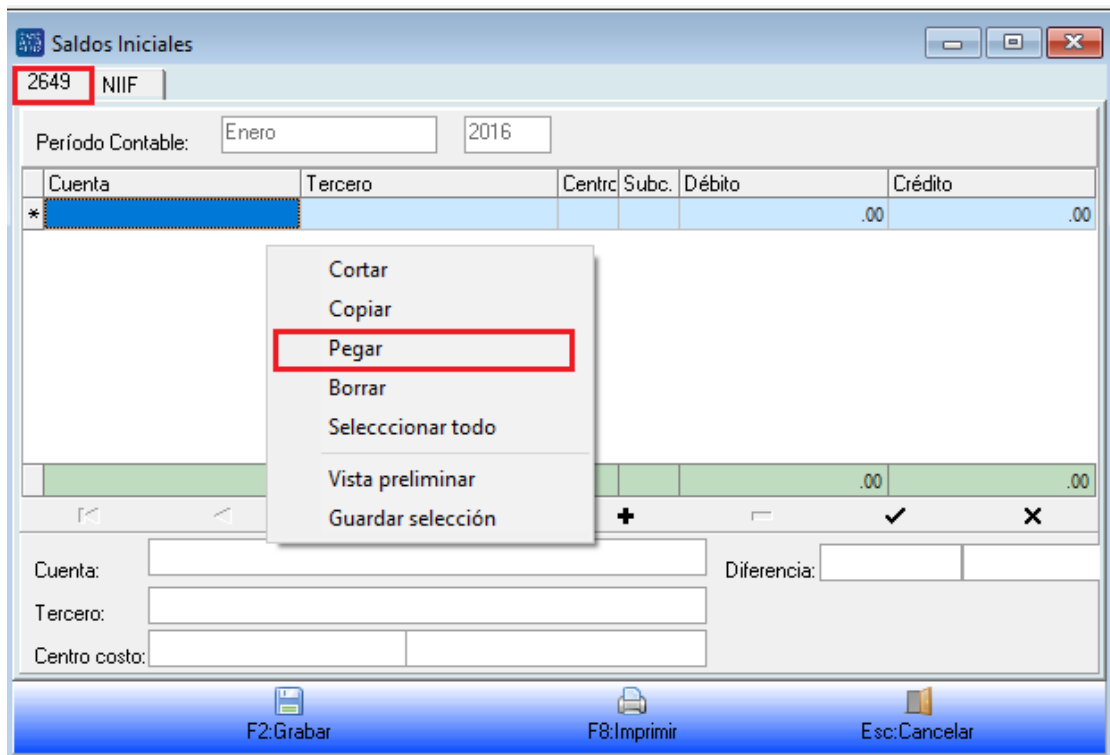 Saldos Iniciales
2649 NIIF
Período Contable: Enero 2016
Cuenta Tercero Centro Subc. Débito Crédito
* .00 .00
Cortar
Copiar
Pegar
Borrar
Selecccionar todo
Vista preliminar
Guardar selección
.00 .00
Cuenta: Diferencia:
Tercero:
Centro costo:
F2:Grabar F8:Imprimir Esc:Cancelar